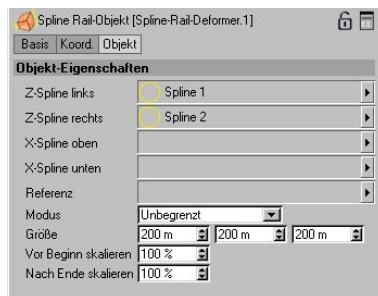 Spline Rail-Objekt [Spline-Rail-Deformer.1]
Basis Koord. Objekt
Objekt-Eigenschaften
Z-Spline links Spline 1
Z-Spline rechts Spline 2
X-Spline oben
X-Spline unten
Referenz
Modus Unbegrenzt
Größe 200 m 200 m 200 m
Vor Beginn skalieren 100 %
Nach Ende skalieren 100 %